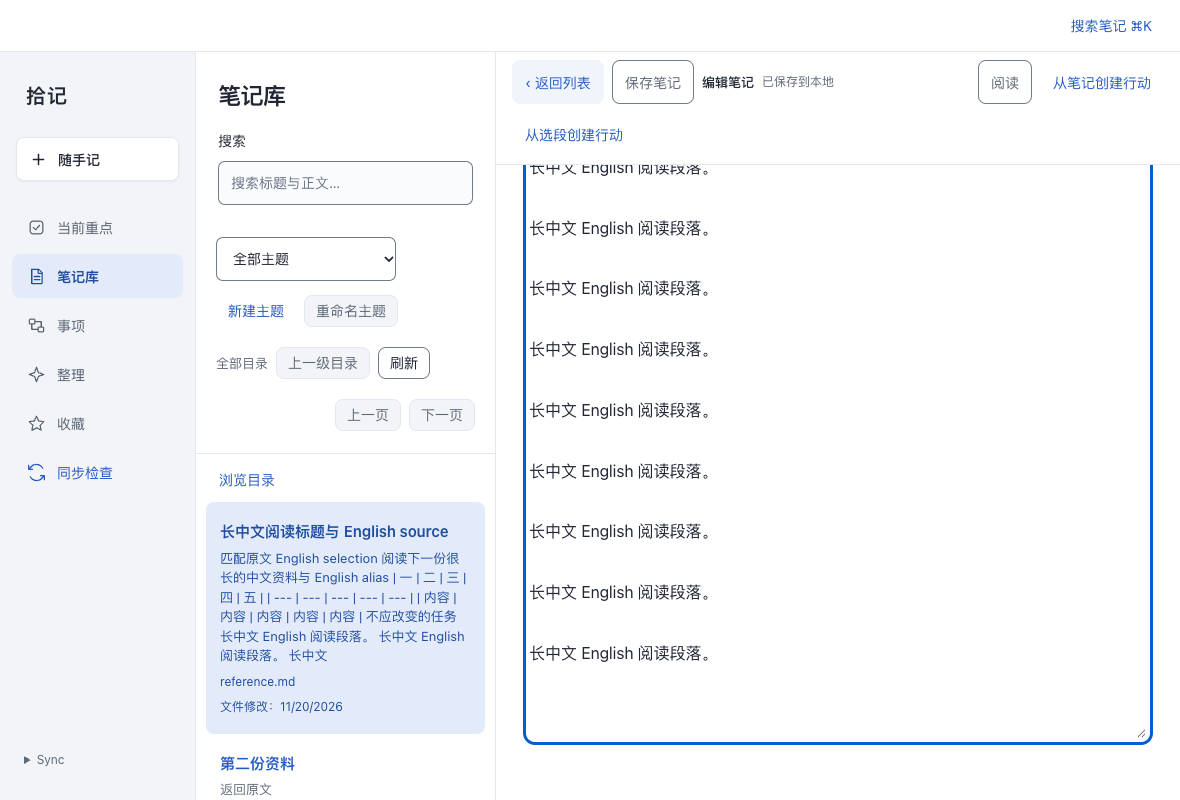 搜索笔记 ⌘K
拾记
随手记
当前重点
笔记库
事项
整理
收藏
同步检查
Sync
笔记库
搜索
搜索标题与正文...
全部主题
新建主题 重命名主题
全部目录 上一级目录 刷新
上一页 下一页
浏览目录
长中文阅读标题与 English source
匹配原文 English selection 阅读下一份很
长的中文资料与 English alias | 一 | 二 | 三 |
四 | 五 | | --- | --- | --- | --- | --- | | 内容 |
内容 | 内容 | 内容 | 内容 | 不应改变的任务
长中文 English 阅读段落。 长中文 English
阅读段落。 长中文
reference.md
文件修改：11/20/2026
第二份资料
返回原文
‹ 返回列表 保存笔记 编辑笔记 已保存到本地 阅读 从笔记创建行动
从选段创建行动
长中文 English 阅读段落。
长中文 English 阅读段落。
长中文 English 阅读段落。
长中文 English 阅读段落。
长中文 English 阅读段落。
长中文 English 阅读段落。
长中文 English 阅读段落。
长中文 English 阅读段落。
长中文 English 阅读段落。